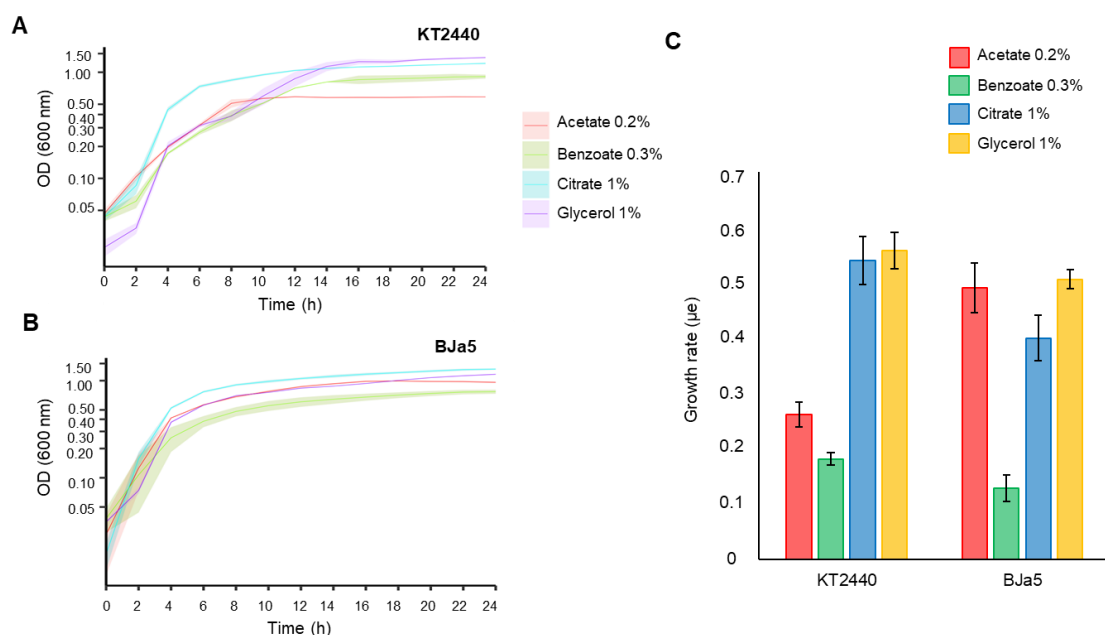 A
KT2440
OD (600 nm)
1.50
1.00
0.50
0.40
0.30
0.20
0.10
0.05
0 2 4 6 8 10 12 14 16 18 20 22 24
Time (h)
Acetate 0.2%
Benzoate 0.3%
Citrate 1%
Glycerol 1%
B
BJa5
OD (600 nm)
1.50
1.00
0.50
0.40
0.30
0.20
0.10
0.05
0 2 4 6 8 10 12 14 16 18 20 22 24
Time (h)
C
Acetate 0.2%
Benzoate 0.3%
Citrate 1%
Glycerol 1%
Growth rate (μe)
0.7
0.6
0.5
0.4
0.3
0.2
0.1
0
KT2440 BJa5